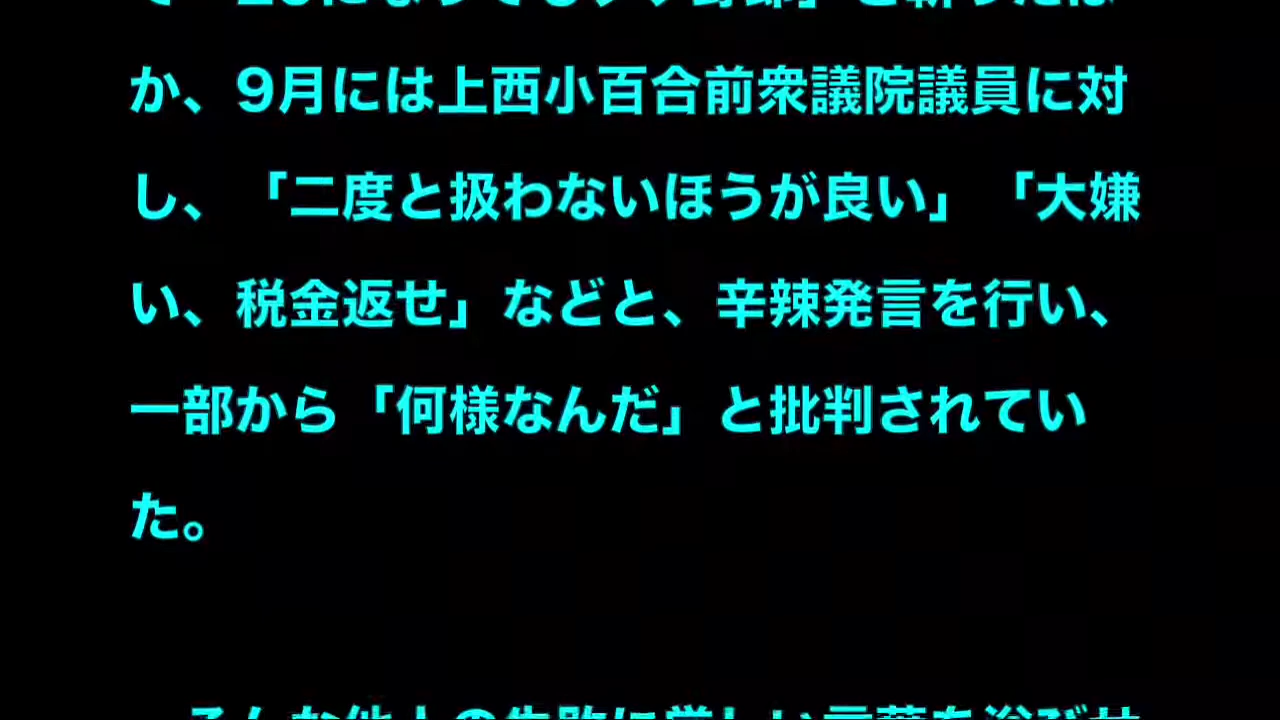 か、9月には上西小百合前衆議院議員に対
し、「二度と扱わないほうが良い」「大嫌
い、税金返せ」などと、辛辣発言を行い、
一部から「何様なんだ」と批判されてい
た。